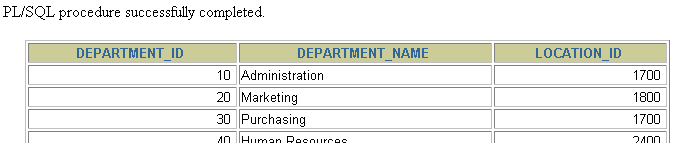 PL/SQL procedure successfully completed.
DEPARTMENT_ID DEPARTMENT_NAME LOCATION_ID
10 Administration 1700
20 Marketing 1800
30 Purchasing 1700
40 Human Resources 2400